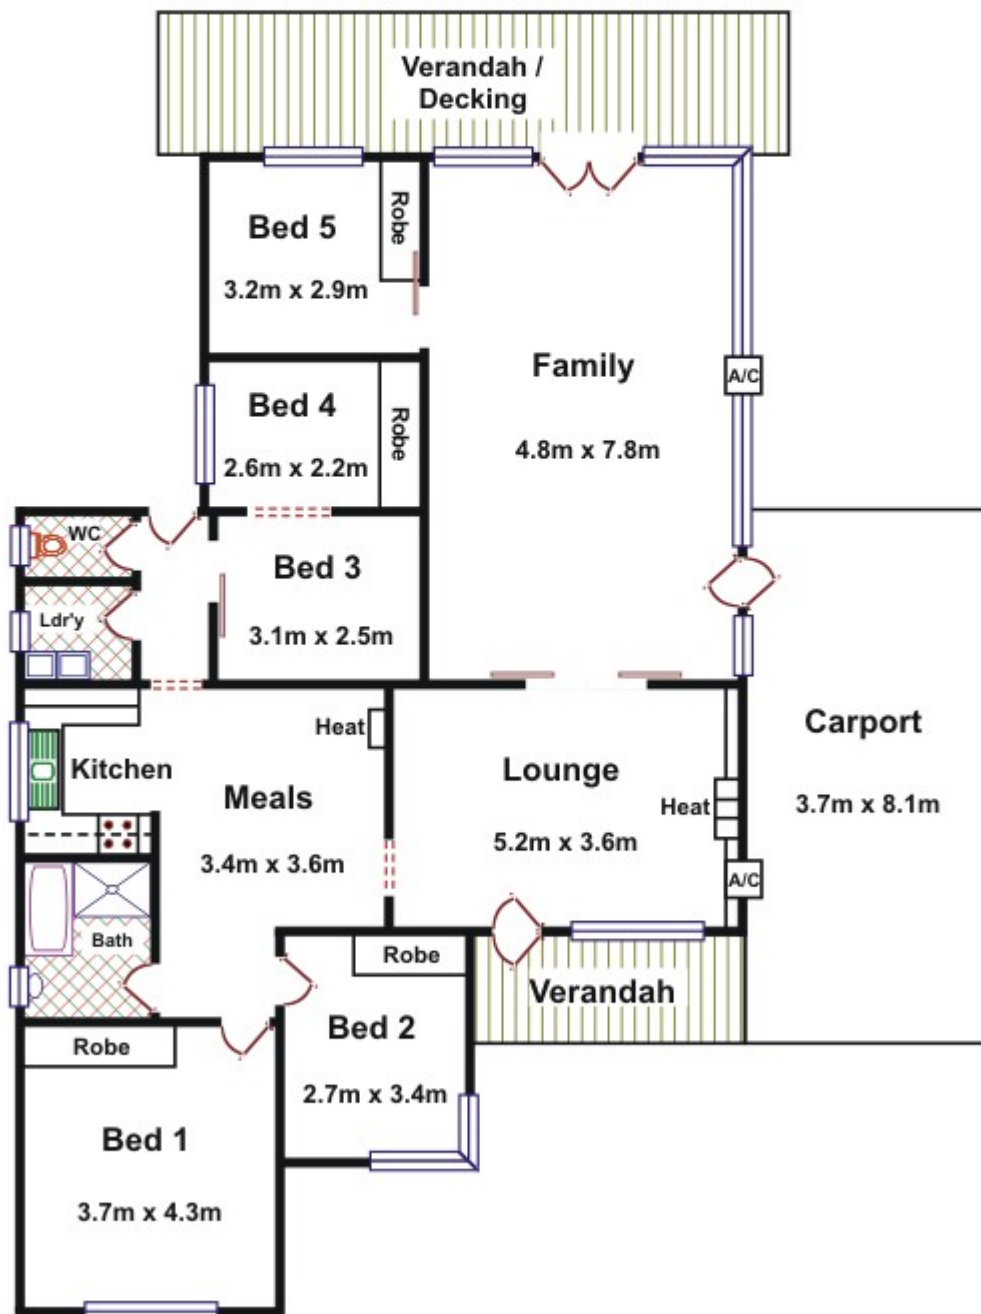 Verandah /
Decking
Bed 5
Robe
3.2m x 2.9m
Family
A/C
4.8m x 7.8m
Bed 4
Robe
2.6m x 2.2m
WC
Bed 3
Ldr'y
3.1m x 2.5m
Heat
Kitchen
Meals
3.4m x 3.6m
Lounge
Heat
5.2m x 3.6m
A/C
Carport
3.7m x 8.1m
Bath
Robe
Verandah
Bed 2
2.7m x 3.4m
Robe
Bed 1
3.7m x 4.3m